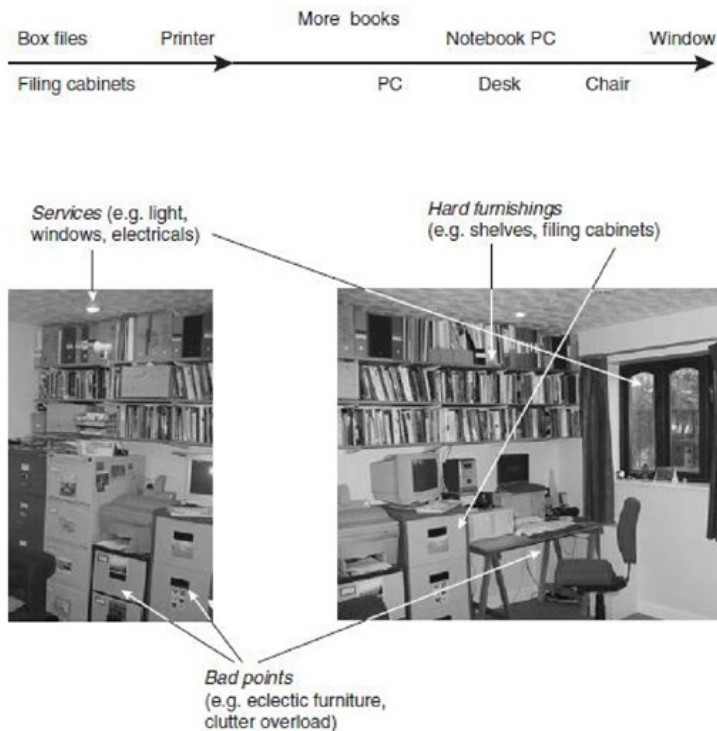 More books
Box files Printer Notebook PC Window
Filing cabinets PC Desk Chair
Services (e.g. light,
windows, electricals)
Hard furnishings
(e.g. shelves, filing cabinets)
Bad points
(e.g. eclectic furniture,
clutter overload)